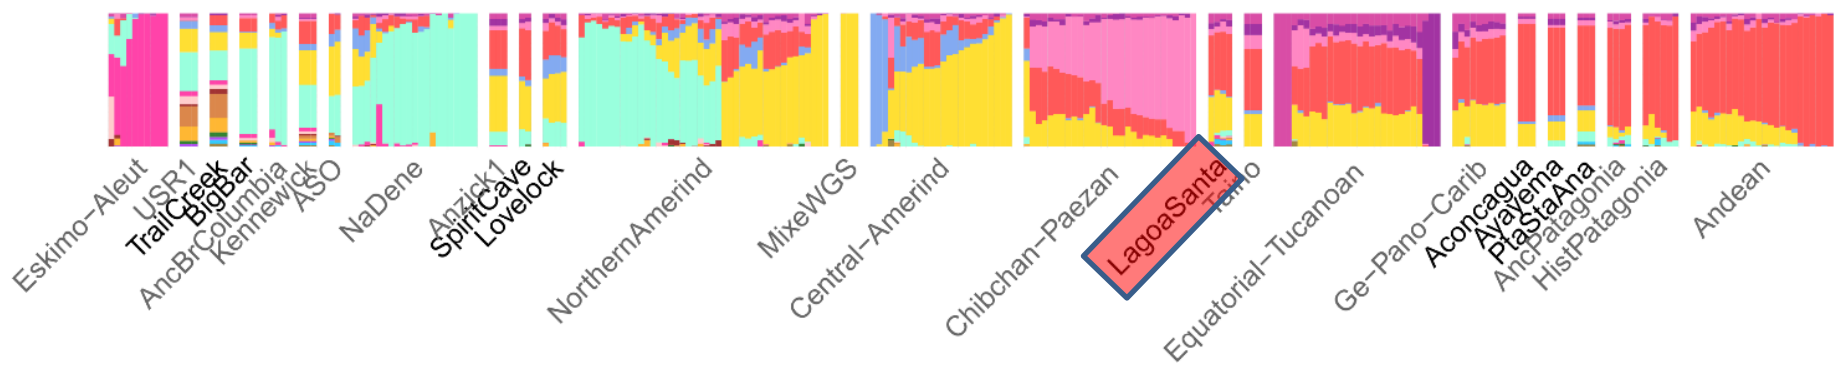 Eskimo-Aleut
USR1
TrailCreek
BigBar
AncBrColumbia
Kennewick
ASO
NaDene
Anzick1
SpiritCave
Lovelock
NorthernAmerind
MixeWGS
Central-Amerind
Chibchan-Paezan
LagoaSanta
Taino
Equatorial-Tucanoan
Ge-Pano-Carib
Aconcagua
Ayayema
PtaStaAna
AncPatagonia
HistPatagonia
Andean